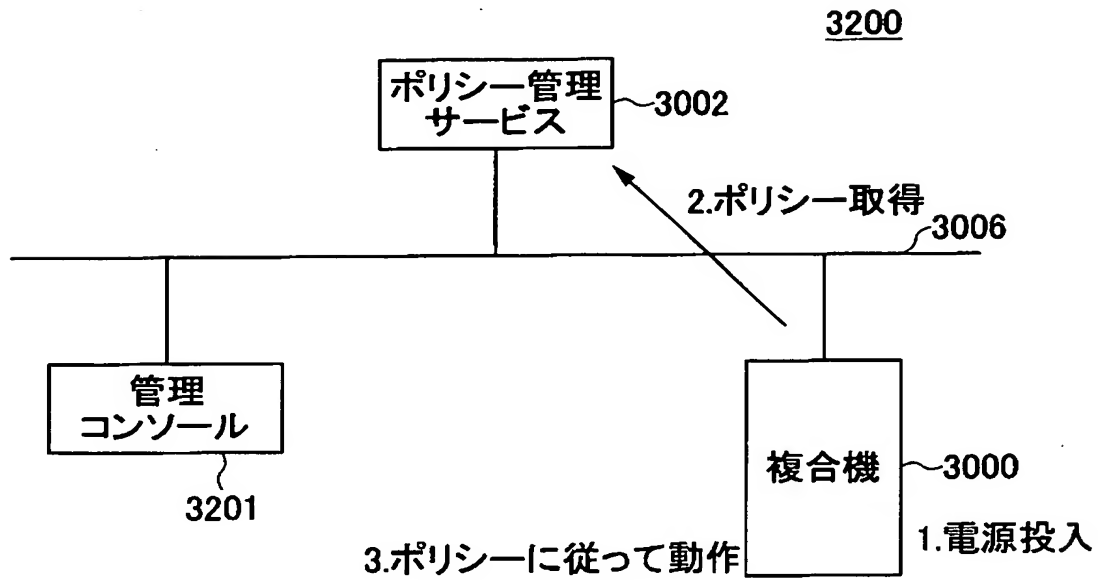 3200
ポリシー管理
サービス
3002
2.ポリシー取得
3006
管理
コンソール
3201
複合機
3000
1.電源投入
3.ポリシーに従って動作